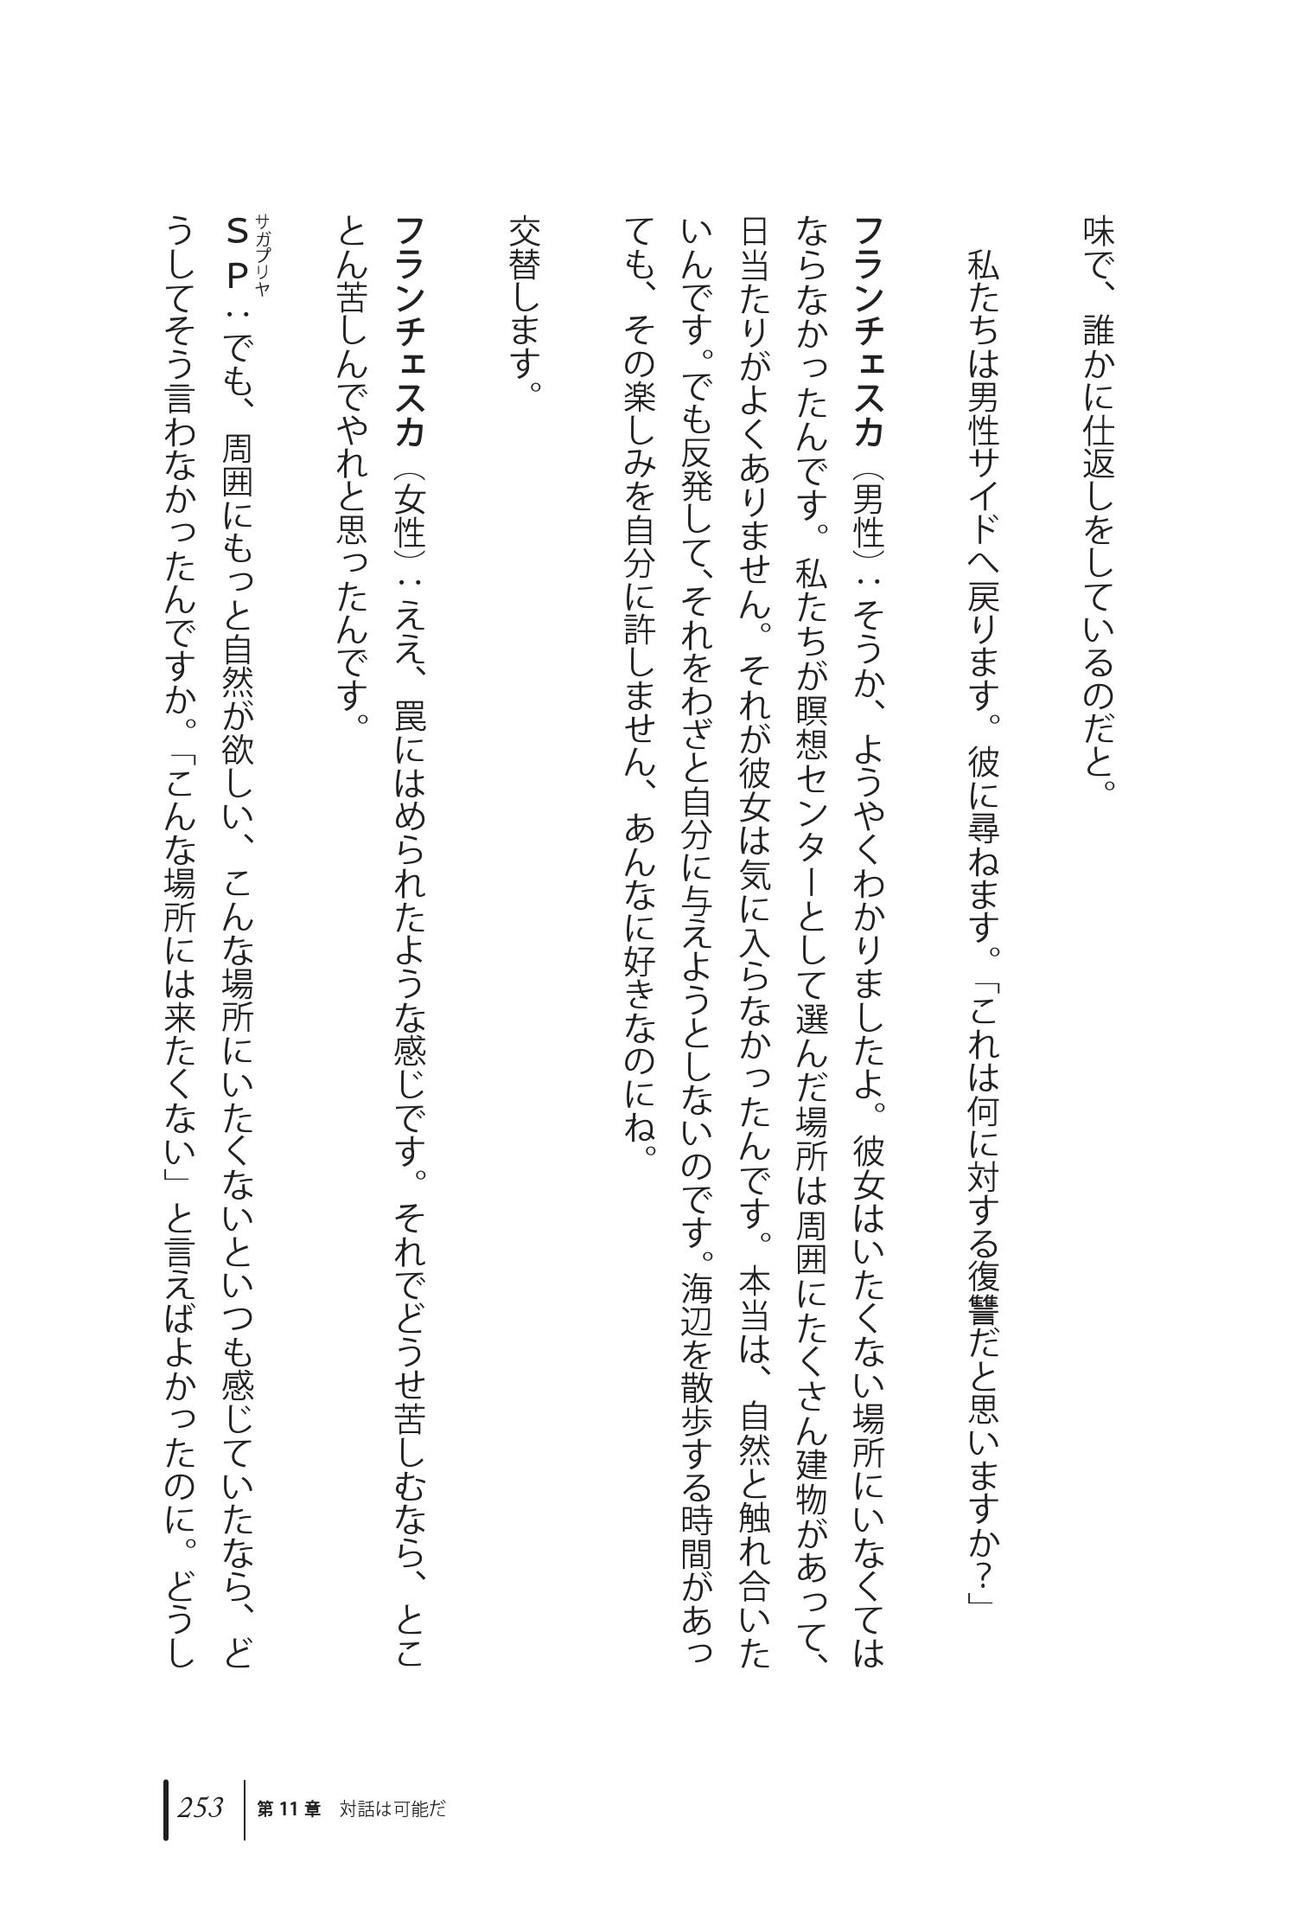 味で、誰かに仕返しをしているのだと。
私たちは男性サイドへ戻ります。彼に尋ねます。「これは何に対する復讐だと思いますか？」
フランチェスカ（男性）：そうか、ようやくわかりましたよ。彼女はいたくない場所にいなくては
ならなかったんです。私たちが瞑想センターとして選んだ場所は周囲にたくさん建物があって、
日当たりがよくありません。それが彼女は気に入らなかったんです。本当は、自然と触れ合いた
いんです。でも反発して、それをわざと自分に与えようとしないのです。海辺を散歩する時間があっ
ても、その楽しみを自分に許しません、あんなに好きなのにね。
交替します。
フランチェスカ（女性）：ええ、罠にはめられたような感じです。それでどうせ苦しむなら、とこ
とん苦しんでやれと思ったんです。
サガプリヤ
ＳＰ：でも、周囲にもっと自然が欲しい、こんな場所にいたくないといつも感じていたなら、ど
うしてそう言わなかったんですか。「こんな場所には来たくない」と言えばよかったのに。どうし
253 第11章 対話は可能だ